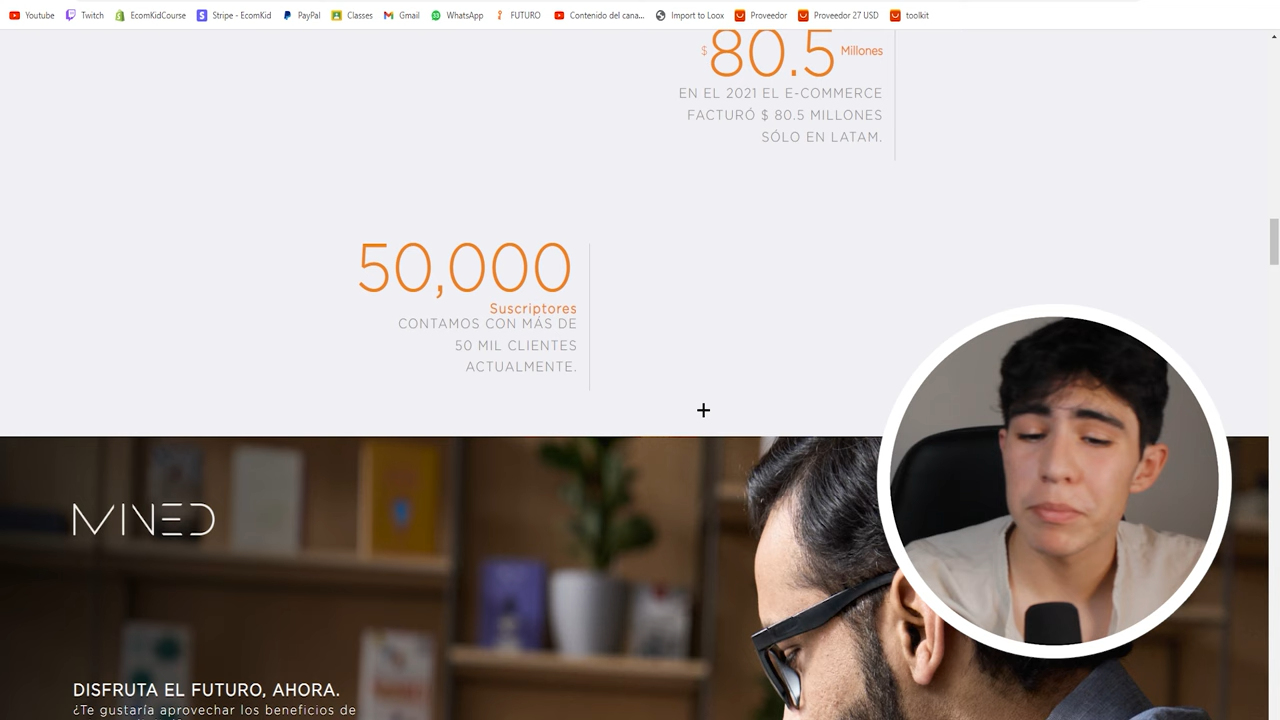 Youtube Twitch EcomKidCourse Stripe - EcomKid PayPal Classes Gmail WhatsApp FUTURO Contenido del cana... Import to Loox Proveedor Proveedor 27 USD toolkit
$ 80.5 Millones
EN EL 2021 EL E-COMMERCE
FACTURÓ $ 80.5 MILLONES
SÓLO EN LATAM.
50,000
Suscriptores
CONTAMOS CON MÁS DE
50 MIL CLIENTES
ACTUALMENTE.
MINED
DISFRUTA EL FUTURO, AHORA.
¿Te gustaría aprovechar los beneficios de